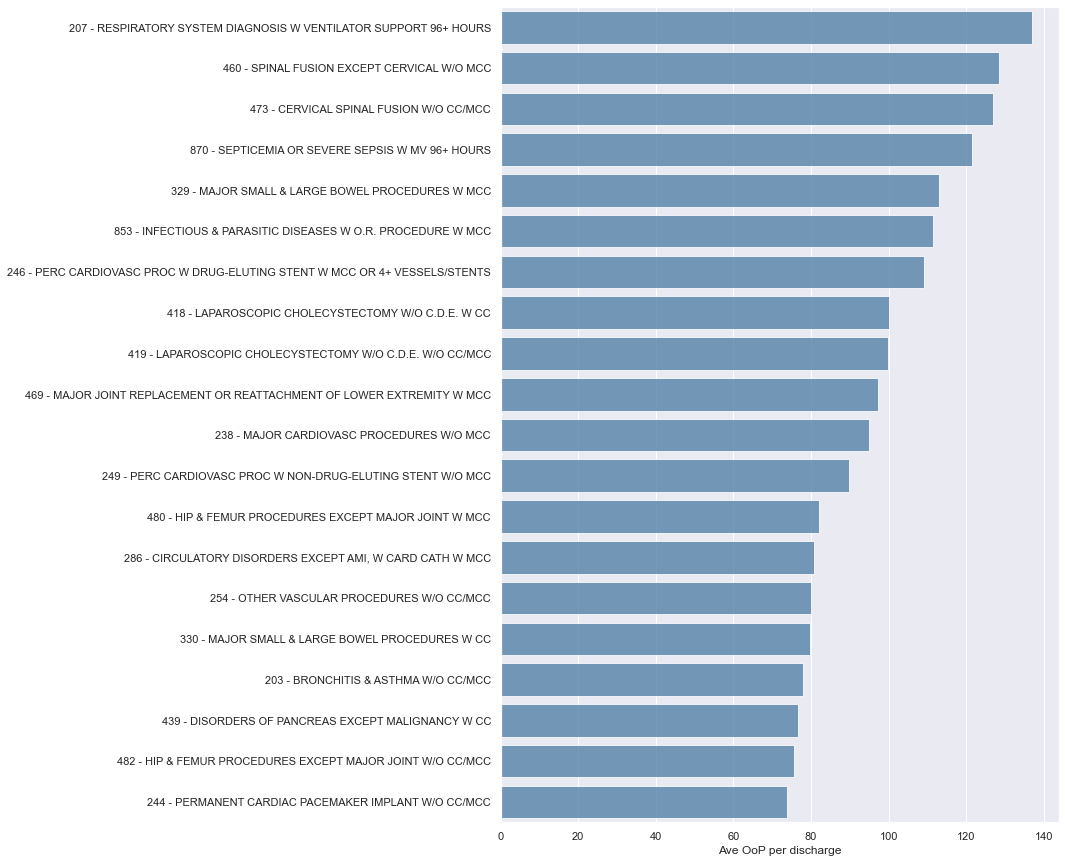 207 - RESPIRATORY SYSTEM DIAGNOSIS W VENTILATOR SUPPORT 96+ HOURS
460 - SPINAL FUSION EXCEPT CERVICAL W/O MCC
473 - CERVICAL SPINAL FUSION W/O CC/MCC
870 - SEPTICEMIA OR SEVERE SEPSIS W MV 96+ HOURS
329 - MAJOR SMALL & LARGE BOWEL PROCEDURES W MCC
853 - INFECTIOUS & PARASITIC DISEASES W O.R. PROCEDURE W MCC
246 - PERC CARDIOVASC PROC W DRUG-ELUTING STENT W MCC OR 4+ VESSELS/STENTS
418 - LAPAROSCOPIC CHOLECYSTECTOMY W/O C.D.E. W CC
419 - LAPAROSCOPIC CHOLECYSTECTOMY W/O C.D.E. W/O CC/MCC
469 - MAJOR JOINT REPLACEMENT OR REATTACHMENT OF LOWER EXTREMITY W MCC
238 - MAJOR CARDIOVASC PROCEDURES W/O MCC
249 - PERC CARDIOVASC PROC W NON-DRUG-ELUTING STENT W/O MCC
480 - HIP & FEMUR PROCEDURES EXCEPT MAJOR JOINT W MCC
286 - CIRCULATORY DISORDERS EXCEPT AMI, W CARD CATH W MCC
254 - OTHER VASCULAR PROCEDURES W/O CC/MCC
330 - MAJOR SMALL & LARGE BOWEL PROCEDURES W CC
203 - BRONCHITIS & ASTHMA W/O CC/MCC
439 - DISORDERS OF PANCREAS EXCEPT MALIGNANCY W CC
482 - HIP & FEMUR PROCEDURES EXCEPT MAJOR JOINT W/O CC/MCC
244 - PERMANENT CARDIAC PACEMAKER IMPLANT W/O CC/MCC
0 20 40 60 80 100 120 140
Ave OoP per discharge